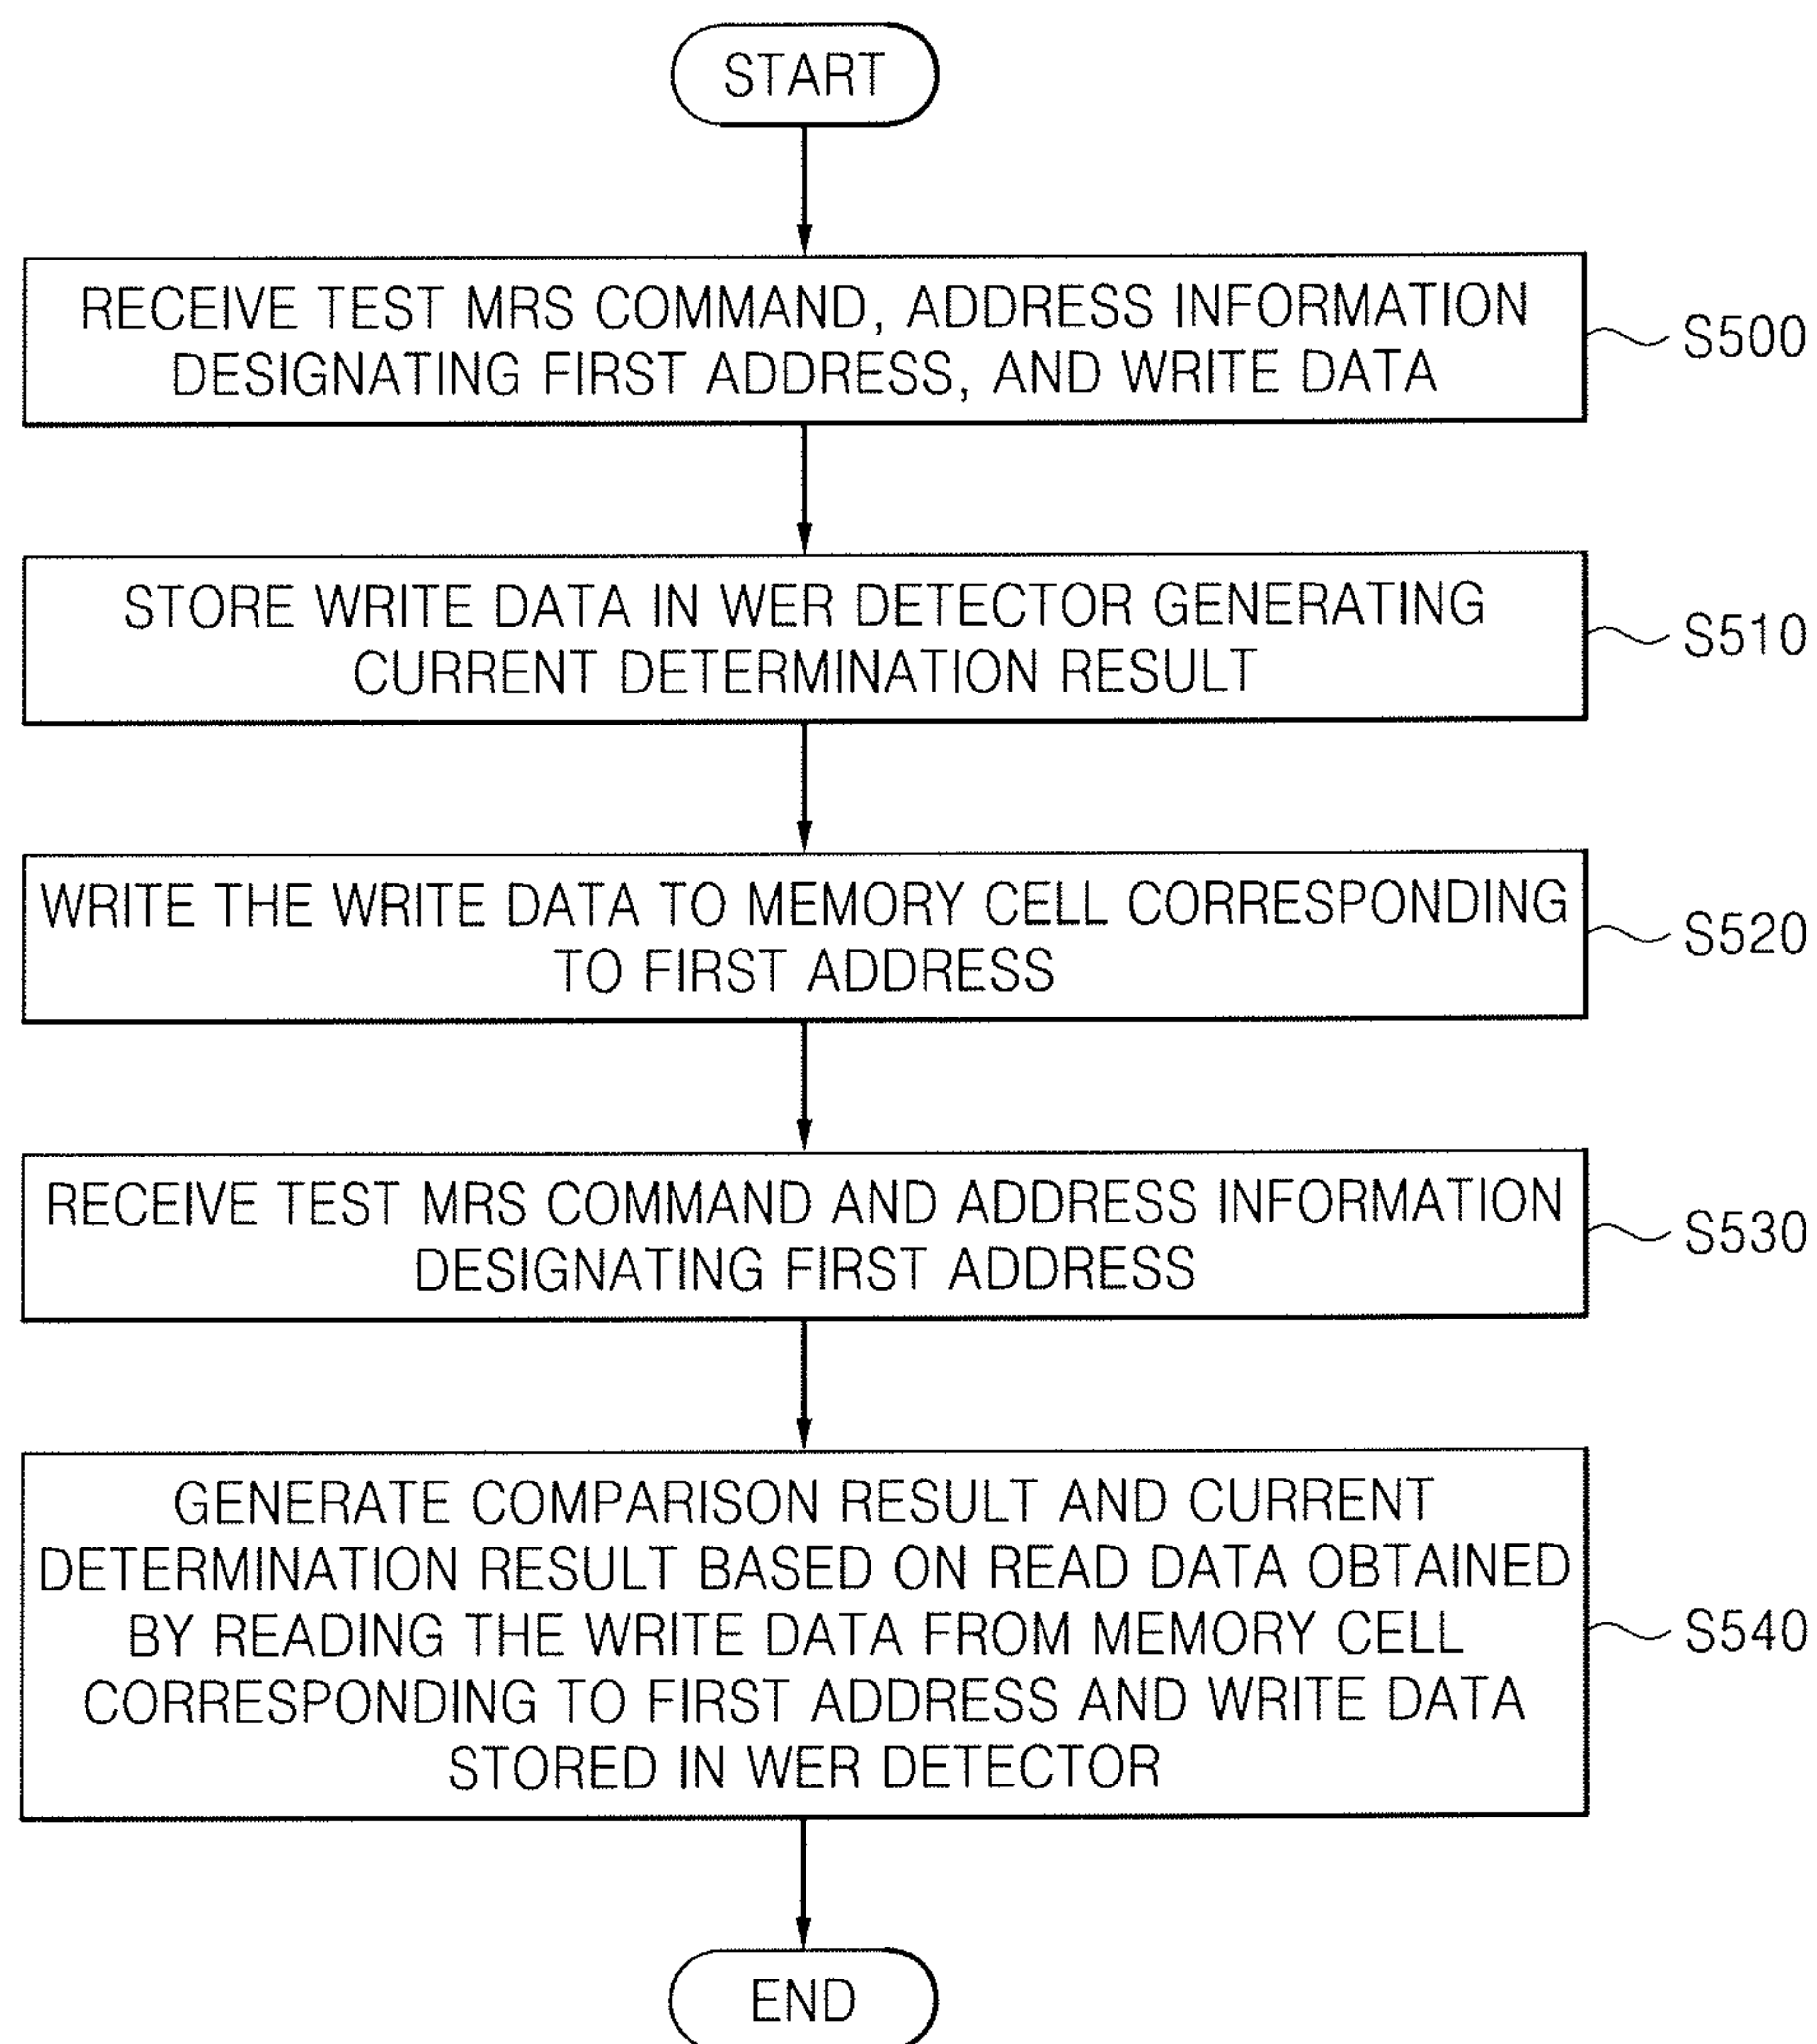 START
RECEIVE TEST MRS COMMAND, ADDRESS INFORMATION
DESIGNATING FIRST ADDRESS, AND WRITE DATA
S500
STORE WRITE DATA IN WER DETECTOR GENERATING
CURRENT DETERMINATION RESULT
S510
WRITE THE WRITE DATA TO MEMORY CELL CORRESPONDING
TO FIRST ADDRESS
S520
RECEIVE TEST MRS COMMAND AND ADDRESS INFORMATION
DESIGNATING FIRST ADDRESS
S530
GENERATE COMPARISON RESULT AND CURRENT
DETERMINATION RESULT BASED ON READ DATA OBTAINED
BY READING THE WRITE DATA FROM MEMORY CELL
CORRESPONDING TO FIRST ADDRESS AND WRITE DATA
STORED IN WER DETECTOR
S540
END